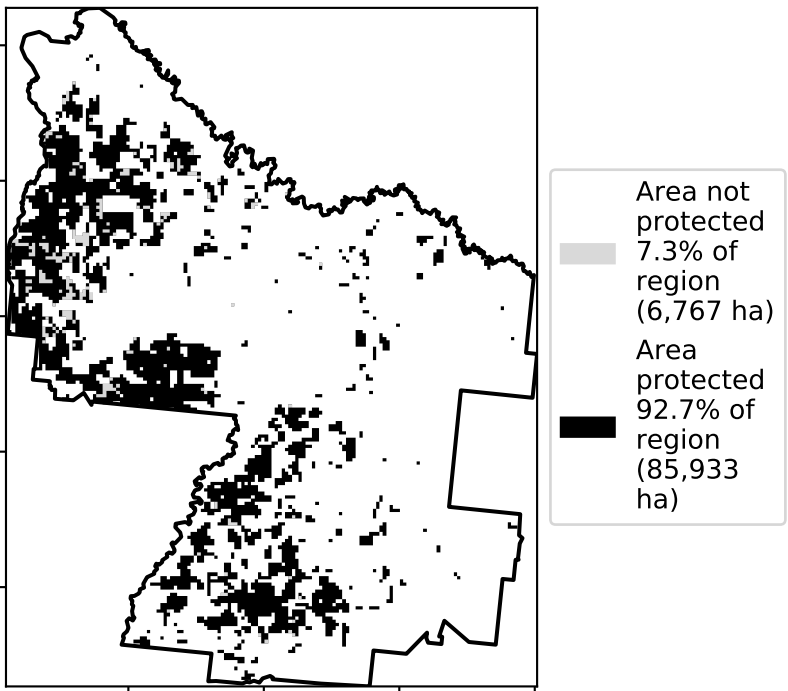 Area not
protected
7.3% of
region
(6,767 ha)
Area
protected
92.7% of
region
(85,933
ha)